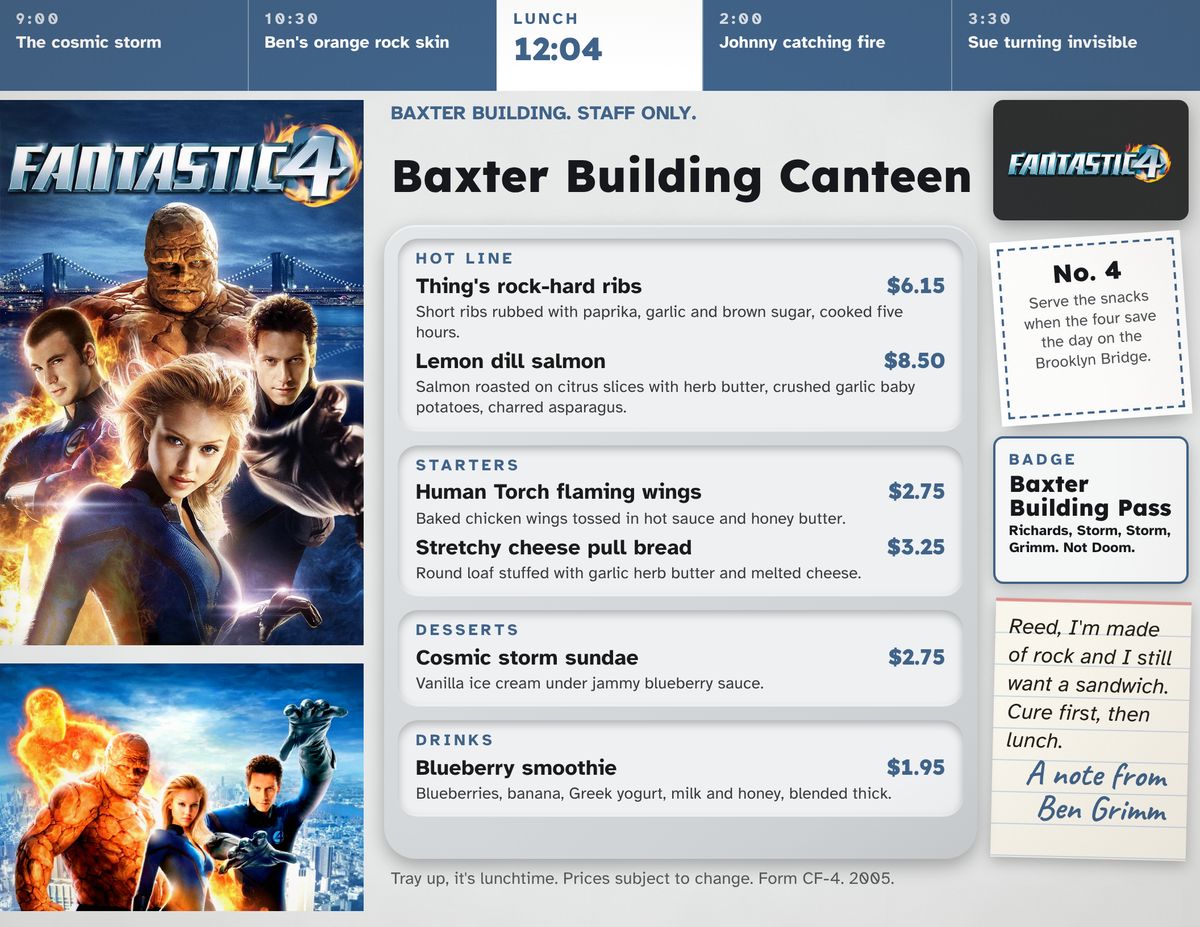 9:00
The cosmic storm
10:30
Ben's orange rock skin
LUNCH
12:04
2:00
Johnny catching fire
3:30
Sue turning invisible
FANTASTIC 4
BAXTER BUILDING. STAFF ONLY.
Baxter Building Canteen
HOT LINE
Thing's rock-hard ribs $6.15
Short ribs rubbed with paprika, garlic and brown sugar, cooked five
hours.
Lemon dill salmon $8.50
Salmon roasted on citrus slices with herb butter, crushed garlic baby
potatoes, charred asparagus.
STARTERS
Human Torch flaming wings $2.75
Baked chicken wings tossed in hot sauce and honey butter.
Stretchy cheese pull bread $3.25
Round loaf stuffed with garlic herb butter and melted cheese.
DESSERTS
Cosmic storm sundae $2.75
Vanilla ice cream under jammy blueberry sauce.
DRINKS
Blueberry smoothie $1.95
Blueberries, banana, Greek yogurt, milk and honey, blended thick.
Tray up, it's lunchtime. Prices subject to change. Form CF-4. 2005.
FANTASTIC 4
No. 4
Serve the snacks
when the four save
the day on the
Brooklyn Bridge.
BADGE
Baxter
Building Pass
Richards, Storm, Storm,
Grimm. Not Doom.
Reed, I'm made
of rock and I still
want a sandwich.
Cure first, then
lunch.
A note from
Ben Grimm